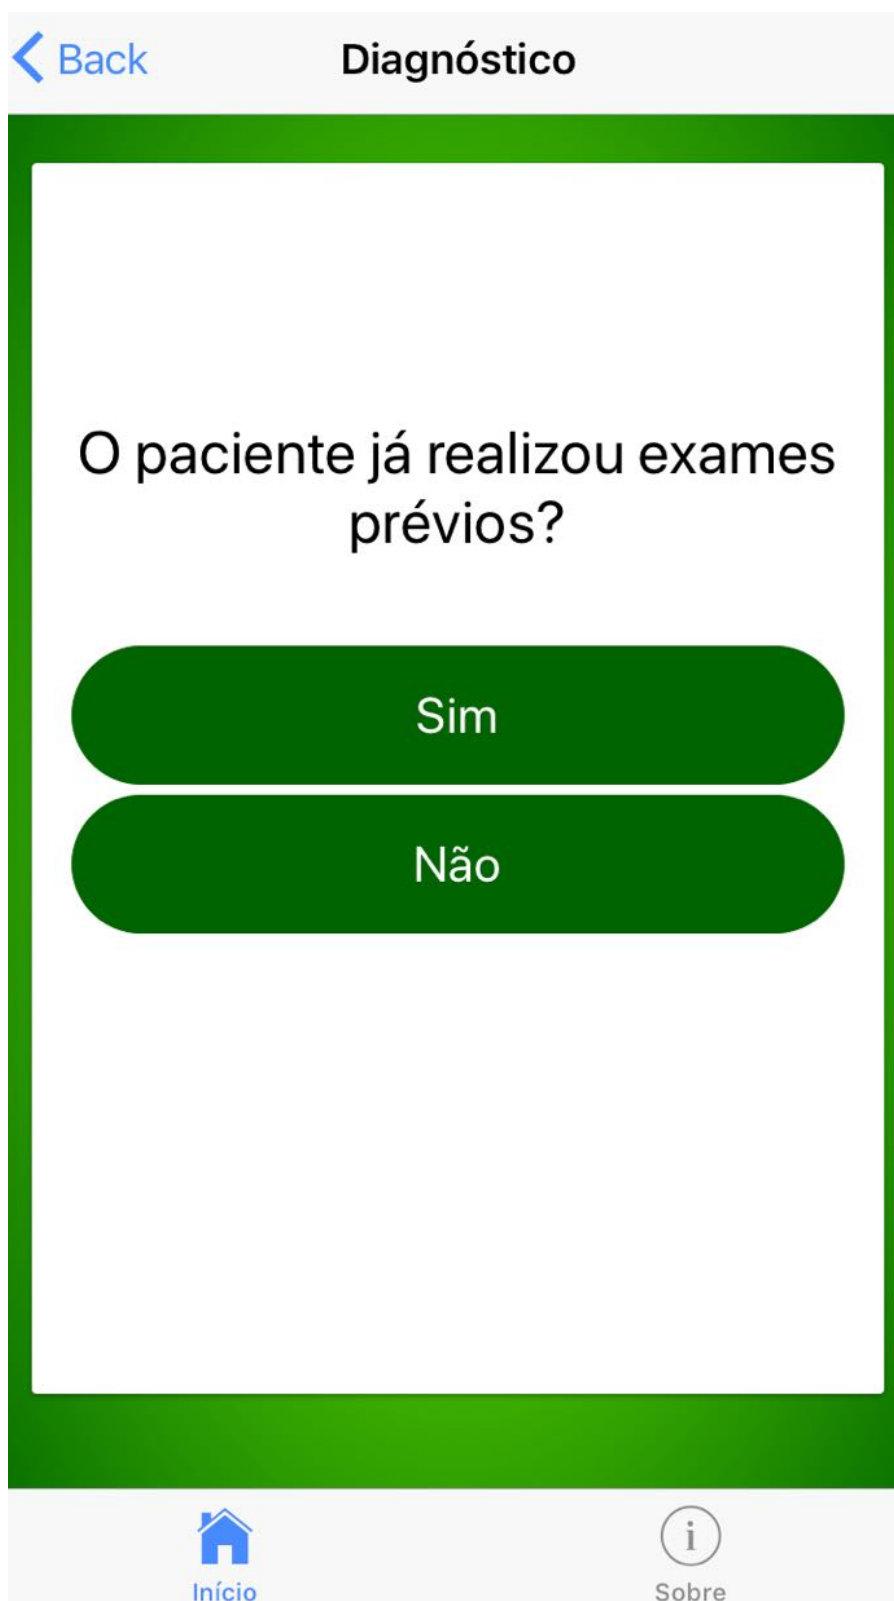 Back
Diagnóstico
O paciente já realizou exames
prévios?
Sim
Não
i
Início
Sobre